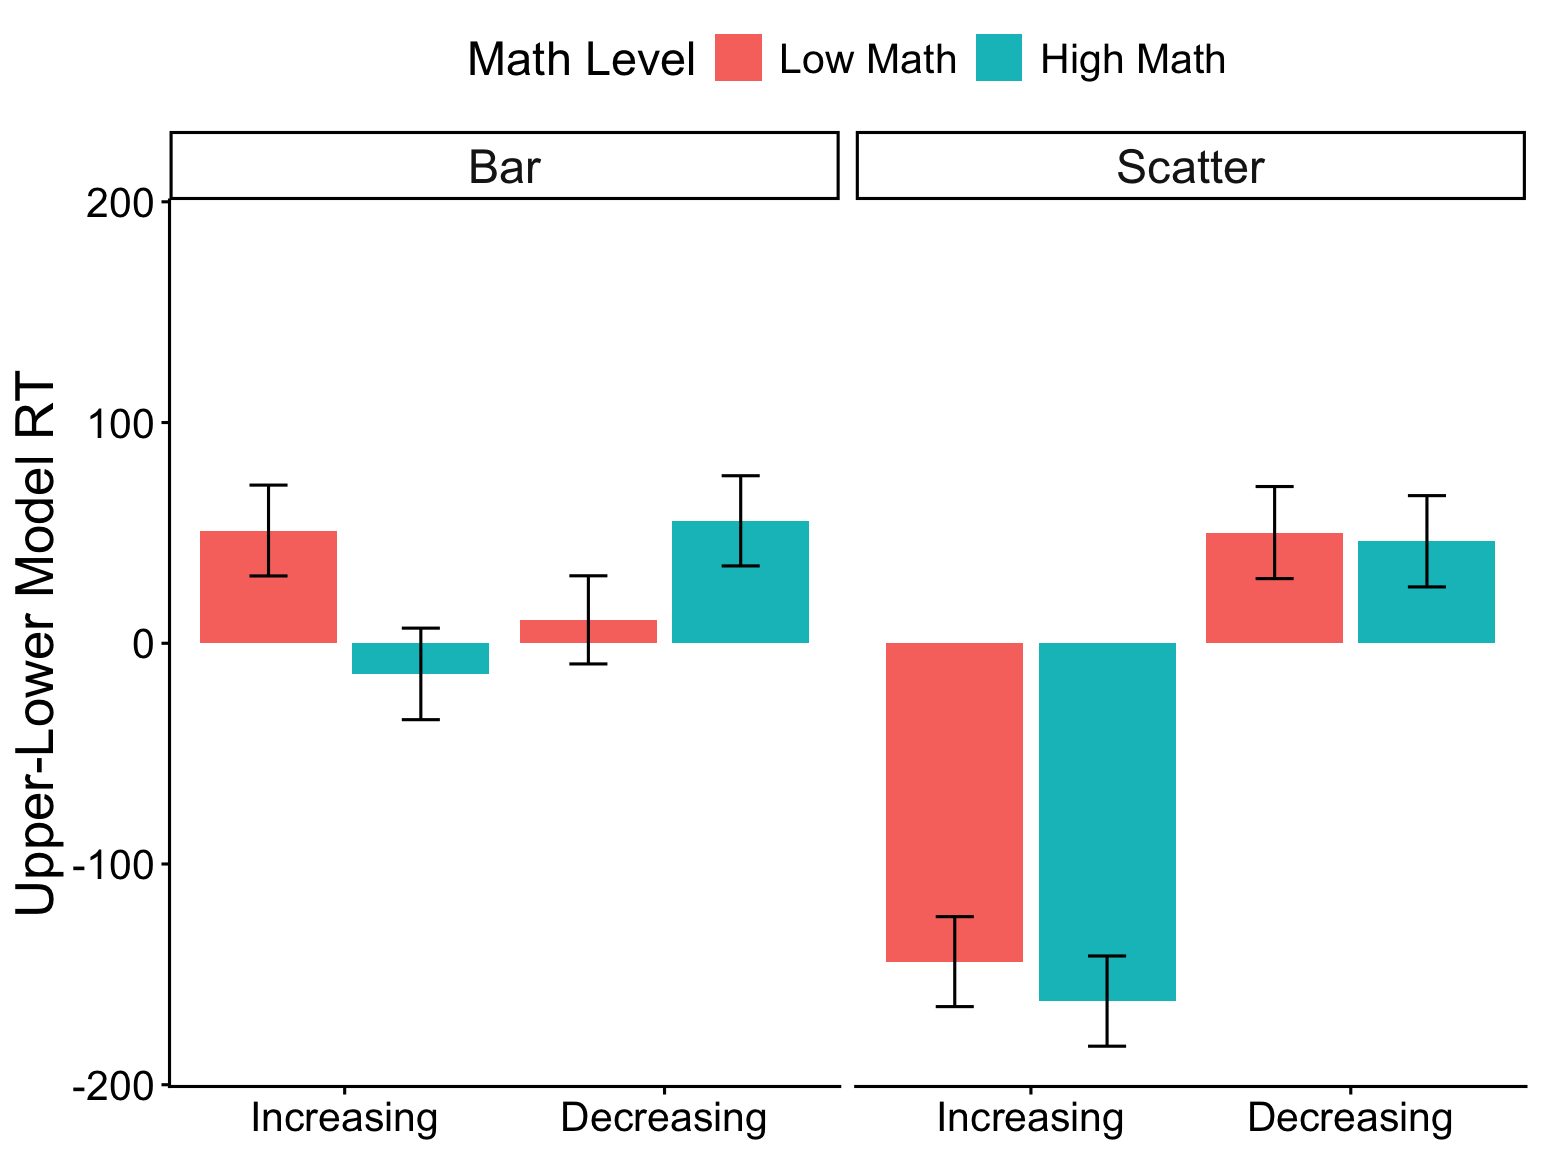 Math Level Low Math High Math
Bar Scatter
200
100
0
-100
-200
Upper-Lower Model RT
Increasing Decreasing Increasing Decreasing